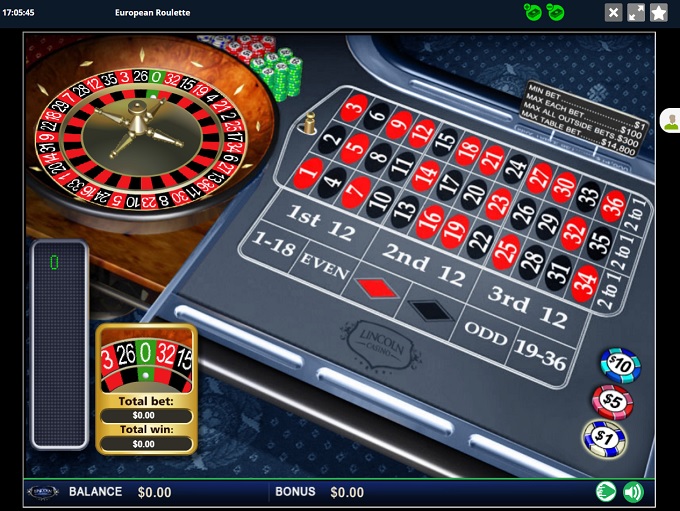 17:05:45
European Roulette
MIN BET $1
MAX EACH BET $100
MAX ALL OUTSIDE BETS $300
MAX TABLE BET $14,800
3 6 9 12 15 18 21 24 27 30 33 36 2 to 1
2 5 8 11 14 17 20 23 26 29 32 35 2 to 1
1 4 7 10 13 16 19 22 25 28 31 34 2 to 1
1st 12 2nd 12 3rd 12
1-18 EVEN ODD 19-36
LINCOLN
CASINO
0
3 26 0 32 15
Total bet:
$0.00
Total win:
$0.00
$10
$5
$1
BALANCE $0.00 BONUS $0.00